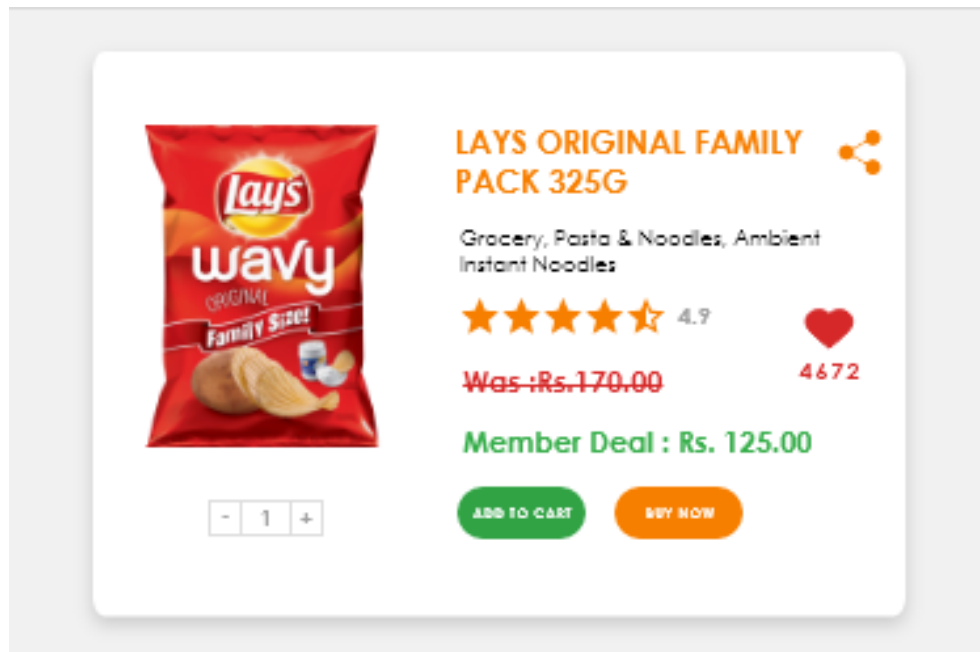 LAYS ORIGINAL FAMILY
PACK 325G
Grocery, Pasta & Noodles, Ambient
Instant Noodles
4.9
4672
Was :Rs.170.00
Member Deal : Rs. 125.00
ADD TO CART
BUY NOW
- 1 +
Lay's
wavy
ORIGINAL
Family Size!